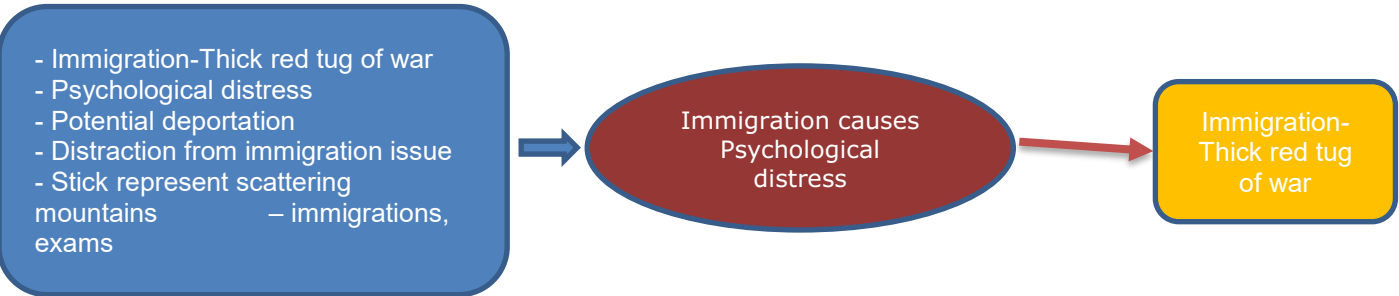 - Immigration-Thick red tug of war
- Psychological distress
- Potential deportation
- Distraction from immigration issue
- Stick represent scattering
mountains – immigrations,
exams
Immigration causes
Psychological
distress
Immigration-
Thick red tug
of war